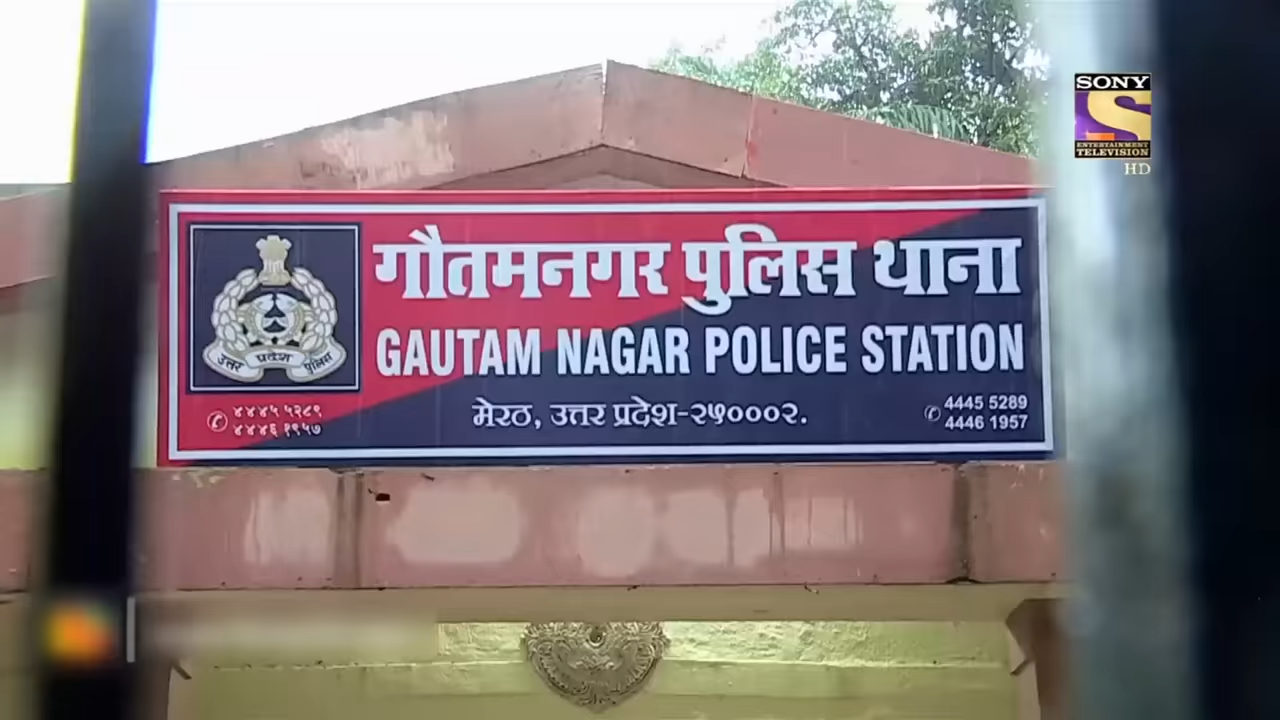 SONY
ENTERTAINMENT
TELEVISION
HD
गौतमनगर पुलिस थाना
GAUTAM NAGAR POLICE STATION
उत्तर प्रदेश पुलिस
४४४५ ५२८९
४४४६ १९५७
मेरठ, उत्तर प्रदेश-२५०००२.
4445 5289
4446 1957